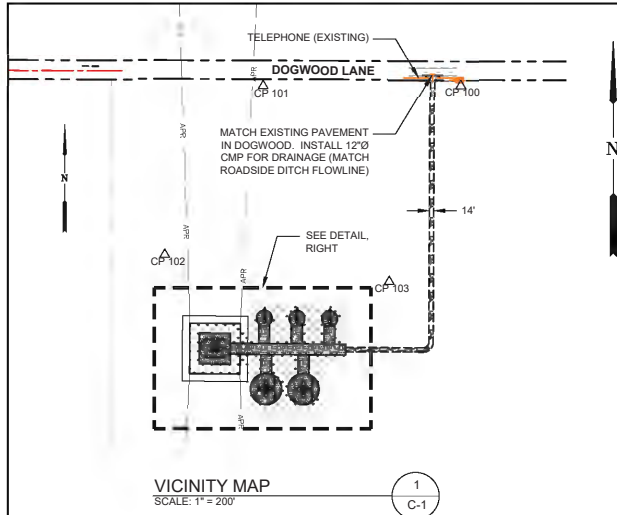 TELEPHONE (EXISTING)
DOGWOOD LANE
APR
CP 101
CP 100
MATCH EXISTING PAVEMENT
IN DOGWOOD. INSTALL 12"Ø
CMP FOR DRAINAGE (MATCH
ROADSIDE DITCH FLOWLINE)
APR
N
N
14'
APR
SEE DETAIL,
RIGHT
CP 102
APR
CP 103
APR
VICINITY MAP
SCALE: 1" = 200'
1
C-1